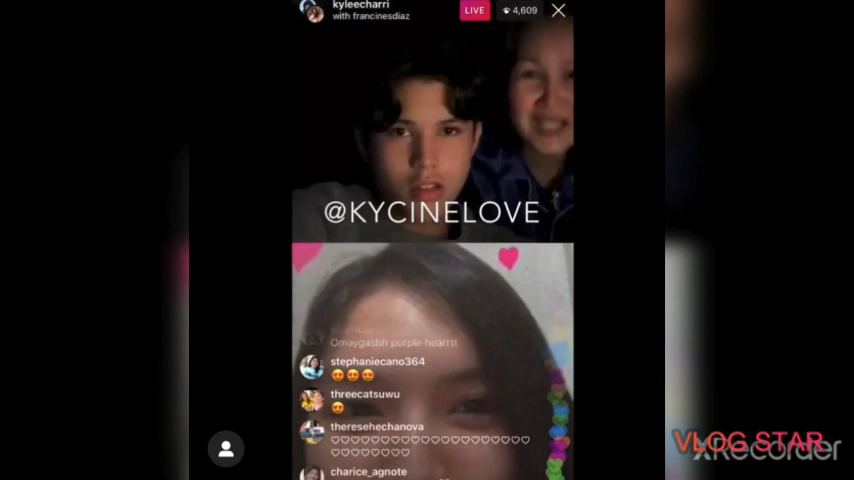 kyleecharri
with francinesdiaz
LIVE
4,609
@KYCINELOVE
Omaygashh purple hearrtt
stephaniecano364
😍😍😍
threecatsuwu
😍
theresehechanova
♡♡♡♡♡♡♡♡♡♡♡♡♡♡♡♡♡♡♡♡
♡♡♡♡♡♡♡♡
charice_agnote
VLOG STAR
XRecorder